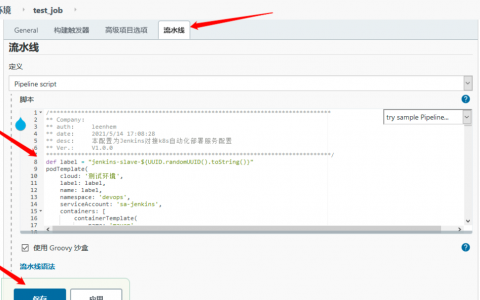 环境 › test_job ›
General 构建触发器 高级项目选项 流水线
流水线
定义
Pipeline script
脚本
try sample Pipeline...
1 /**********************************************************************
2 ** Company:
3 ** auth: leenhem
4 ** date: 2021/5/14 17:08:28
5 ** desc: 本配置为Jenkins对接k8s自动化部署服务配置
6 ** Ver.: V1.0.0
7 **********************************************************************/
8 def label = "jenkins-slave-${UUID.randomUUID().toString()}"
9 podTemplate(
10 cloud: '测试环境',
11 label: label,
12 name: label,
13 namespace: 'devops',
14 serviceAccount: 'sa-jenkins',
15 containers: [
16 containerTemplate(
使用 Groovy 沙盒
流水线语法
保存 应用